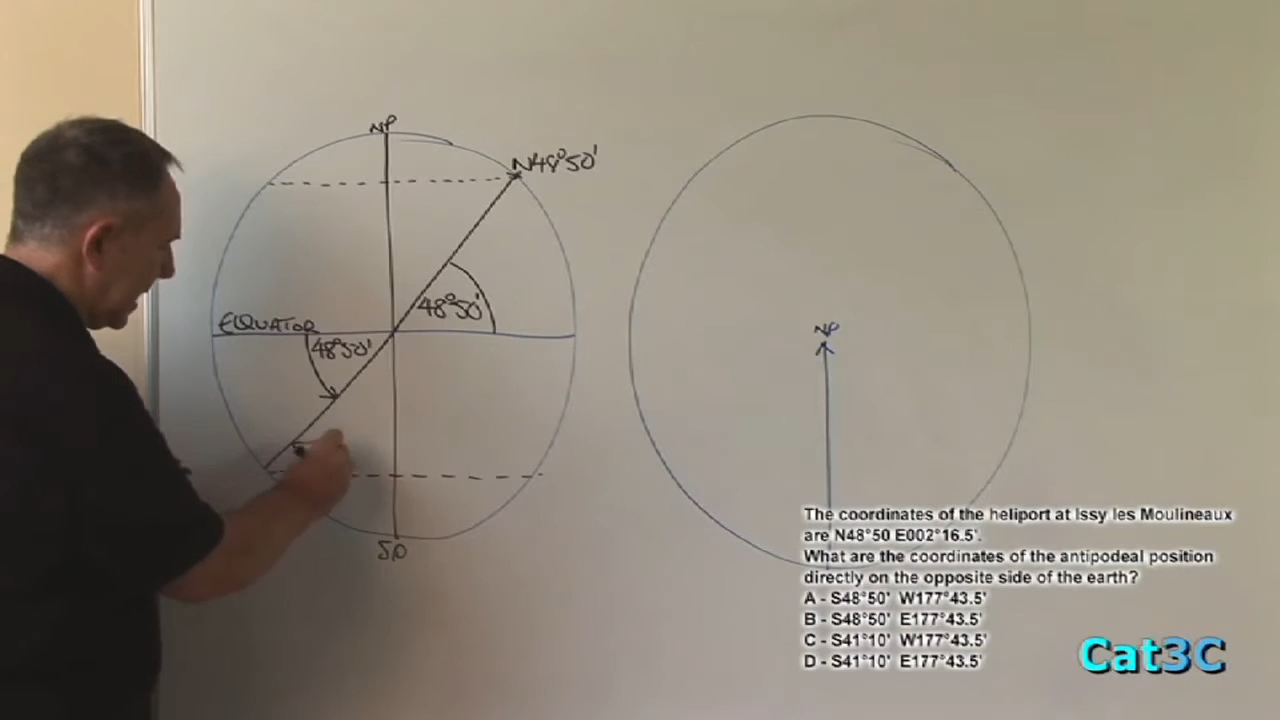 NP
N48°50'
48°50'
EQUATOR
48°50'
SP
NP
The coordinates of the heliport at Issy les Moulineaux
are N48°50 E002°16.5'.
What are the coordinates of the antipodeal position
directly on the opposite side of the earth?
A - S48°50'  W177°43.5'
B - S48°50'  E177°43.5'
C - S41°10'  W177°43.5'
D - S41°10'  E177°43.5'
Cat3C